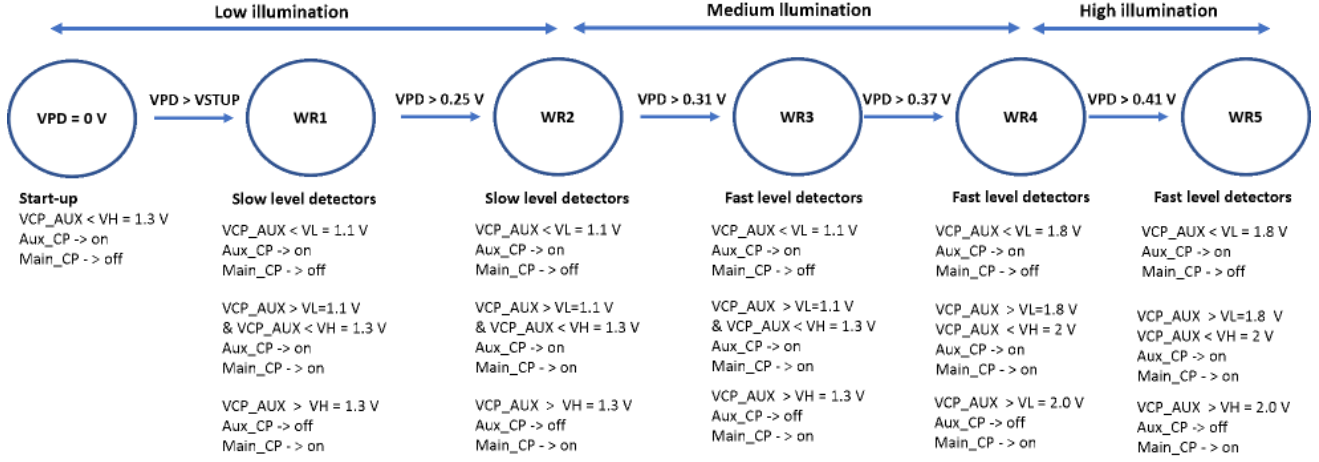 Low illumination
Medium llumination
High illumination
VPD = 0 V
VPD > VSTUP
WR1
VPD > 0.25 V
WR2
VPD > 0.31 V
WR3
VPD > 0.37 V
WR4
VPD > 0.41 V
WR5
Start-up
VCP_AUX < VH = 1.3 V
Aux_CP -> on
Main_CP - > off
Slow level detectors
VCP_AUX < VL = 1.1 V
Aux_CP -> on
Main_CP - > off
VCP_AUX > VL=1.1 V
& VCP_AUX < VH = 1.3 V
Aux_CP -> on
Main_CP -> on
VCP_AUX > VH = 1.3 V
Aux_CP -> off
Main_CP -> on
Slow level detectors
VCP_AUX < VL = 1.1 V
Aux_CP -> on
Main_CP - > off
VCP_AUX > VL=1.1 V
& VCP_AUX < VH = 1.3 V
Aux_CP -> on
Main_CP -> on
VCP_AUX > VH = 1.3 V
Aux_CP -> off
Main_CP -> on
Fast level detectors
VCP_AUX < VL = 1.1 V
Aux_CP -> on
Main_CP - > off
VCP_AUX > VL=1.1 V
& VCP_AUX < VH = 1.3 V
Aux_CP -> on
Main_CP -> on
VCP_AUX > VH = 1.3 V
Aux_CP -> off
Main_CP -> on
Fast level detectors
VCP_AUX < VL = 1.8 V
Aux_CP -> on
Main_CP - > off
VCP_AUX > VL=1.8 V
VCP_AUX < VH = 2 V
Aux_CP -> on
Main_CP -> on
VCP_AUX > VL = 2.0 V
Aux_CP -> off
Main_CP -> on
Fast level detectors
VCP_AUX < VL = 1.8 V
Aux_CP -> on
Main_CP - > off
VCP_AUX > VL=1.8 V
VCP_AUX < VH = 2 V
Aux_CP -> on
Main_CP -> on
VCP_AUX > VH = 2.0 V
Aux_CP -> off
Main_CP -> on